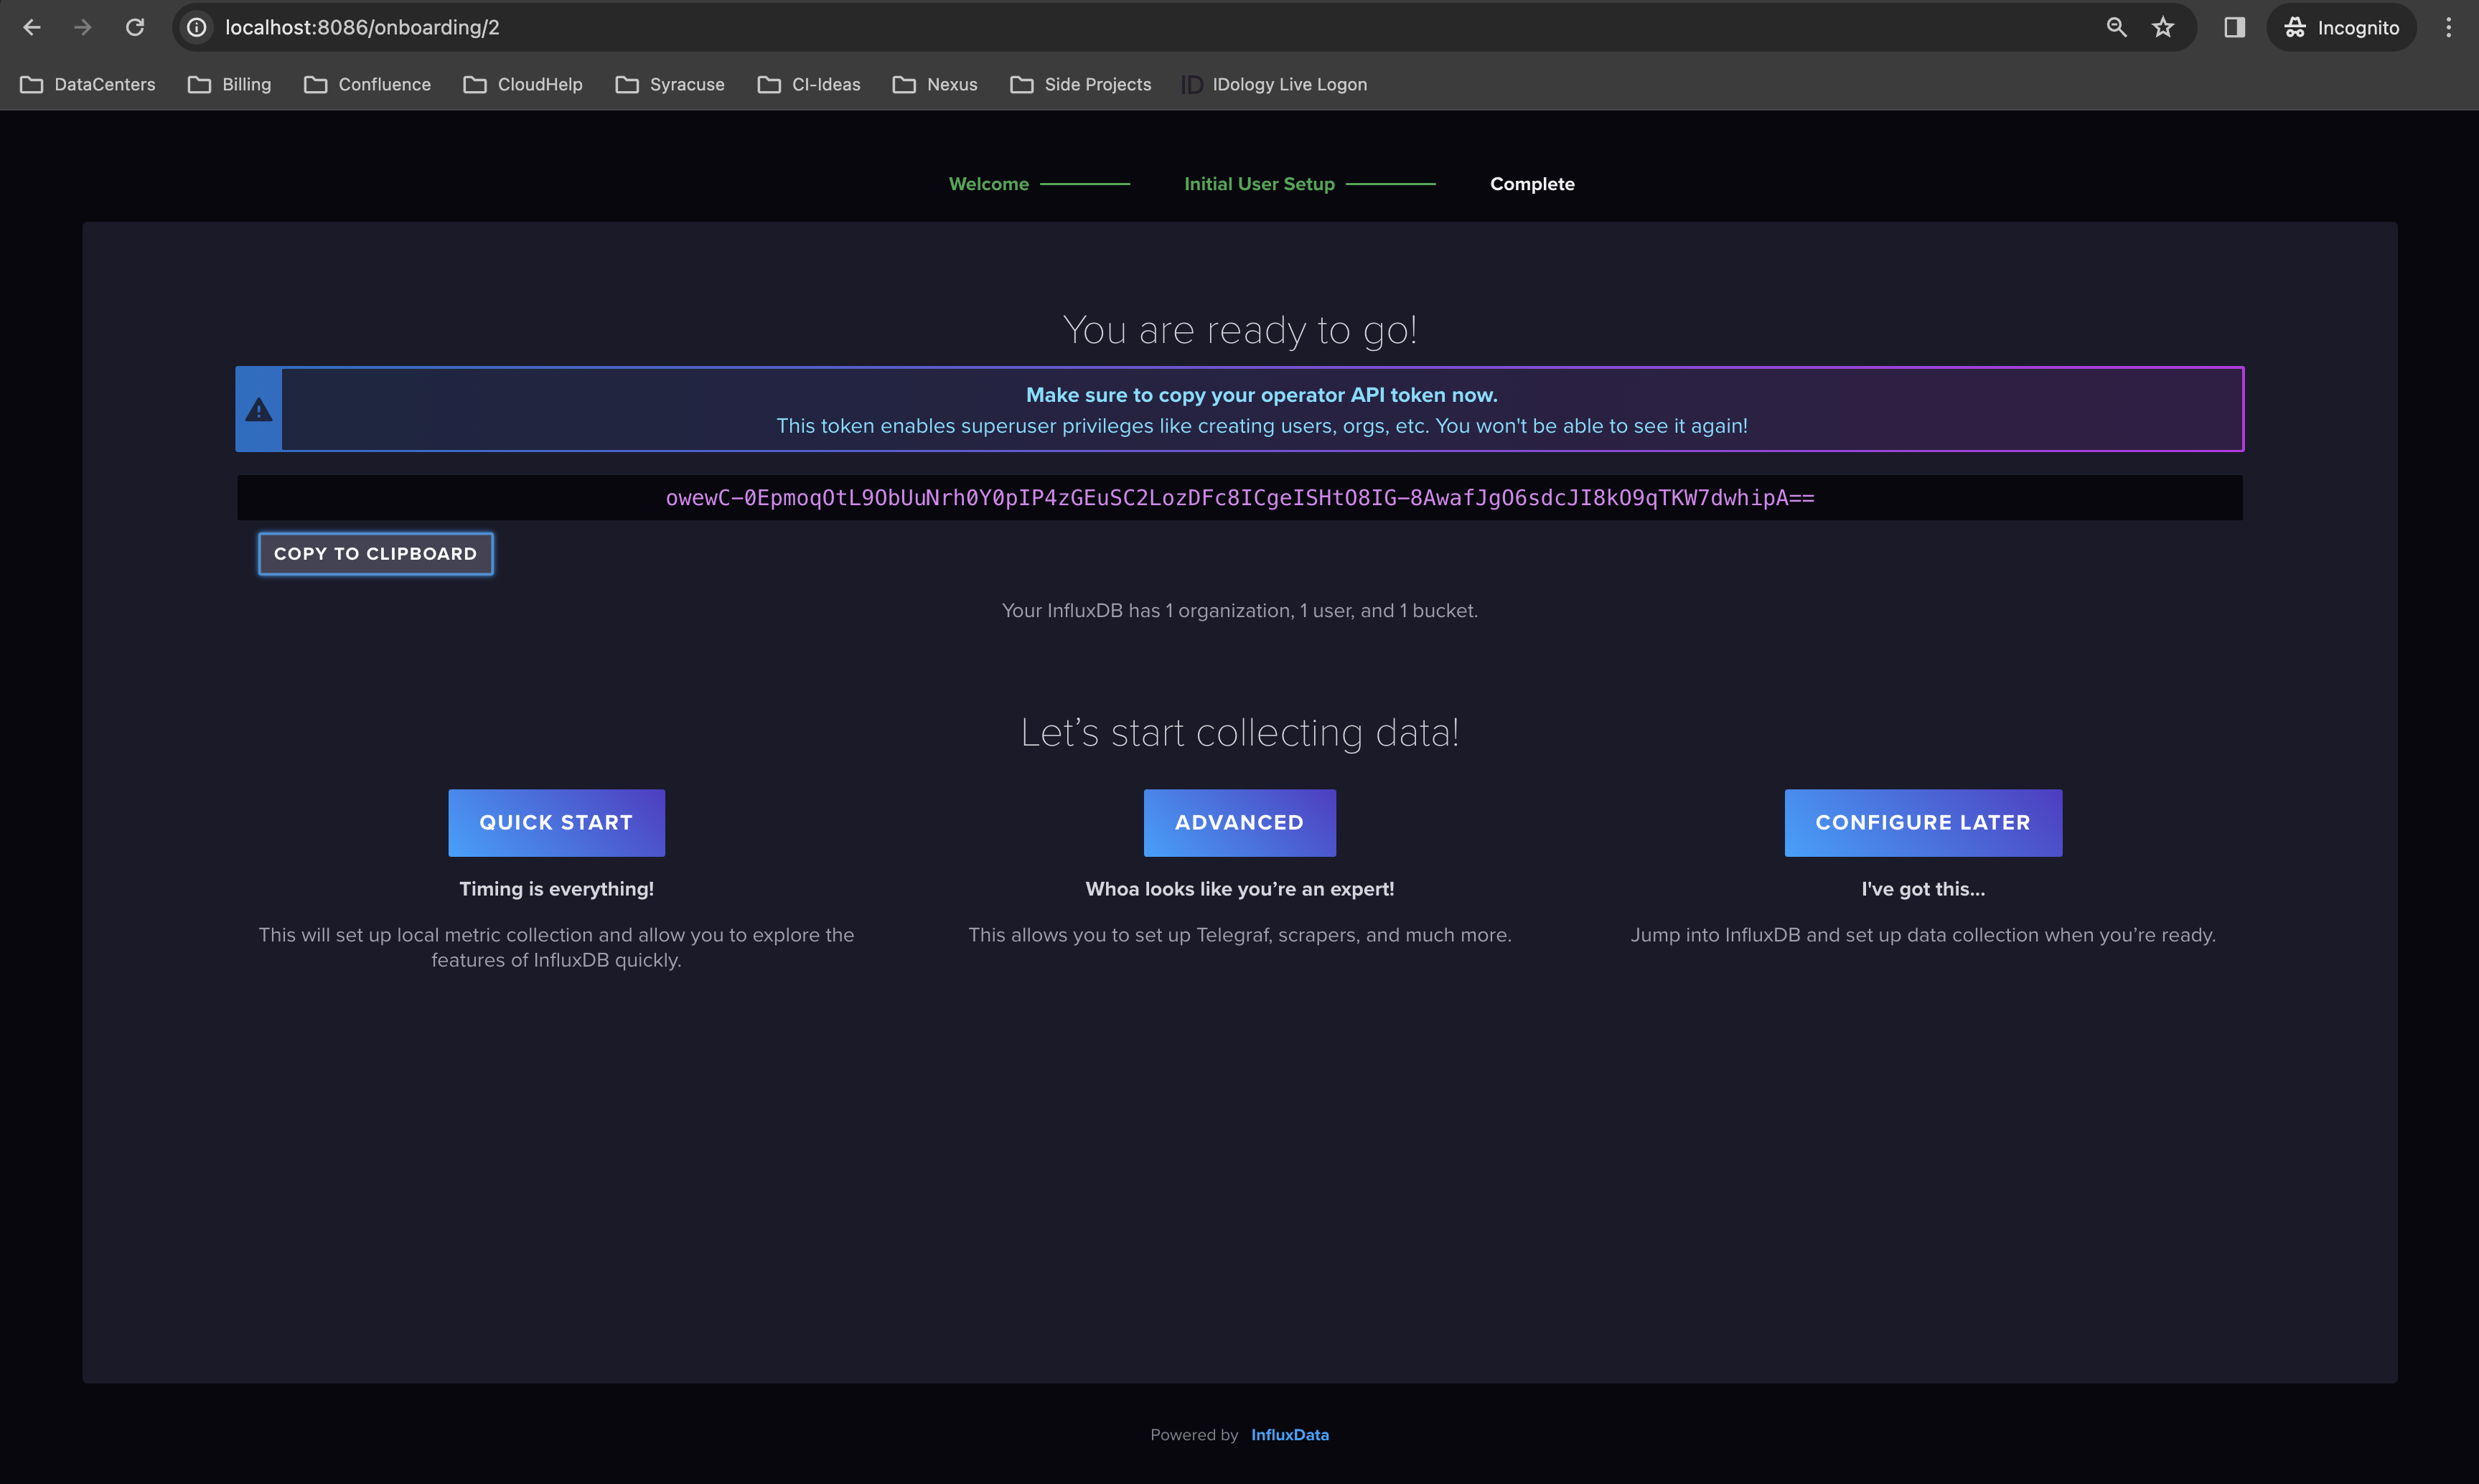 localhost:8086/onboarding/2
Incognito
DataCenters Billing Confluence CloudHelp Syracuse CI-Ideas Nexus Side Projects ID IDology Live Logon
Welcome Initial User Setup Complete
You are ready to go!
Make sure to copy your operator API token now.
This token enables superuser privileges like creating users, orgs, etc. You won't be able to see it again!
owewC-0EpmoqOtL9ObUuNrh0Y0pIP4zGEuSC2LozDFc8ICgeISHtO8IG-8AwafJgO6sdcJI8kO9qTKW7dwhipA==
COPY TO CLIPBOARD
Your InfluxDB has 1 organization, 1 user, and 1 bucket.
Let’s start collecting data!
QUICK START
Timing is everything!
This will set up local metric collection and allow you to explore the
features of InfluxDB quickly.
ADVANCED
Whoa looks like you’re an expert!
This allows you to set up Telegraf, scrapers, and much more.
CONFIGURE LATER
I've got this...
Jump into InfluxDB and set up data collection when you’re ready.
Powered by InfluxData